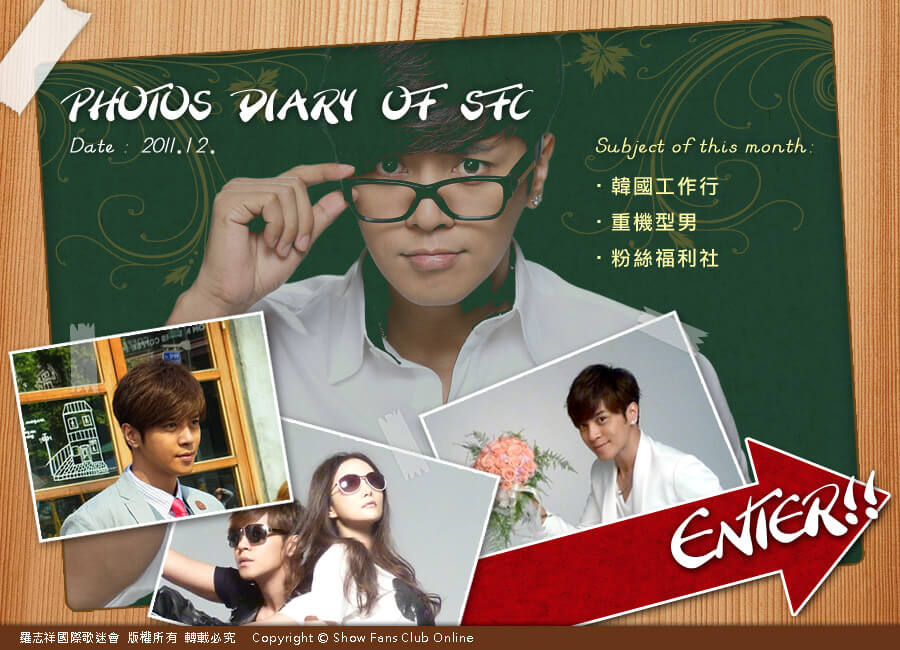 PHOTOS DIARY OF SFC
Date : 2011.12.
Subject of this month:
· 韓國工作行
· 重機型男
· 粉絲福利社
ENTER!!
羅志祥國際歌迷會 版權所有 轉載必究 Copyright © Show Fans Club Online